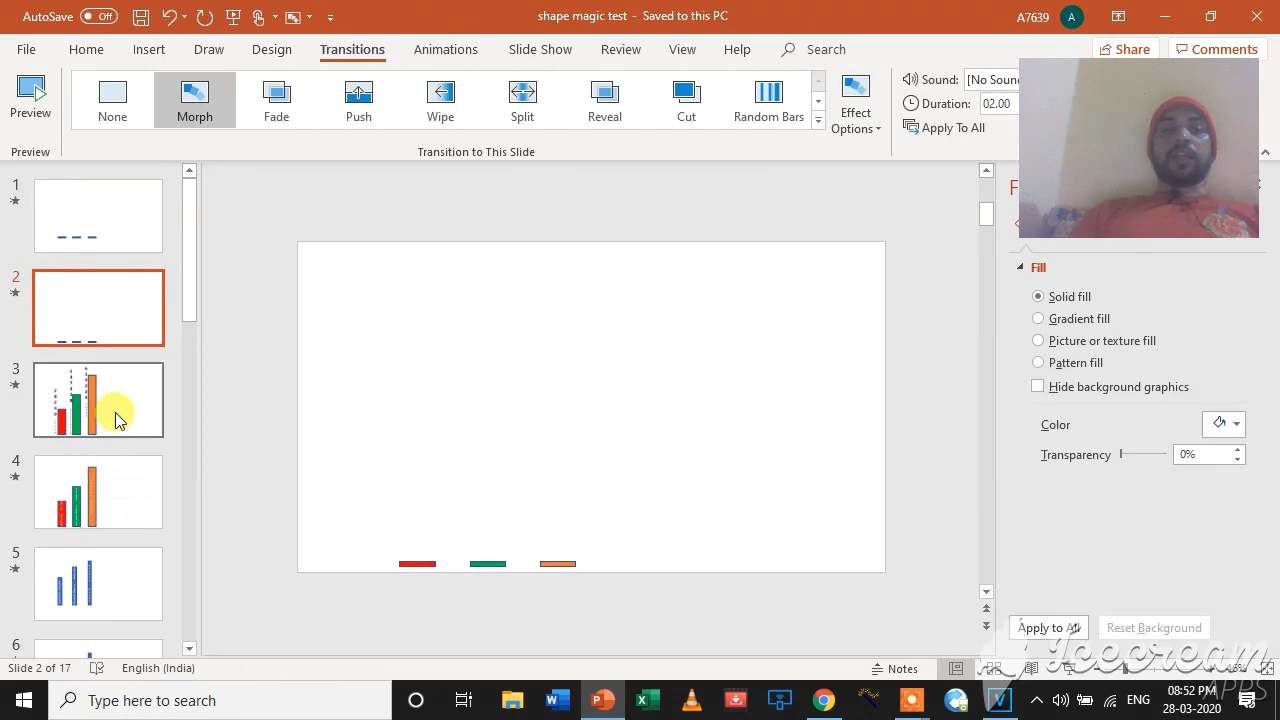 AutoSave Off
shape magic test - Saved to this PC
A7639 A
File Home Insert Draw Design Transitions Animations Slide Show Review View Help Search
Share Comments
Preview
None Morph Fade Push Wipe Split Reveal Cut Random Bars
Effect Options
Sound: [No Soun
Duration: 02.00
Apply To All
Preview
Transition to This Slide
1
2
3
4
5
6
Fill
Solid fill
Gradient fill
Picture or texture fill
Pattern fill
Hide background graphics
Color
Transparency 0%
Apply to All Reset Background
Slide 2 of 17 English (India)
Notes
Icecream
APPS
Type here to search
ENG
08:52 PM
28-03-2020